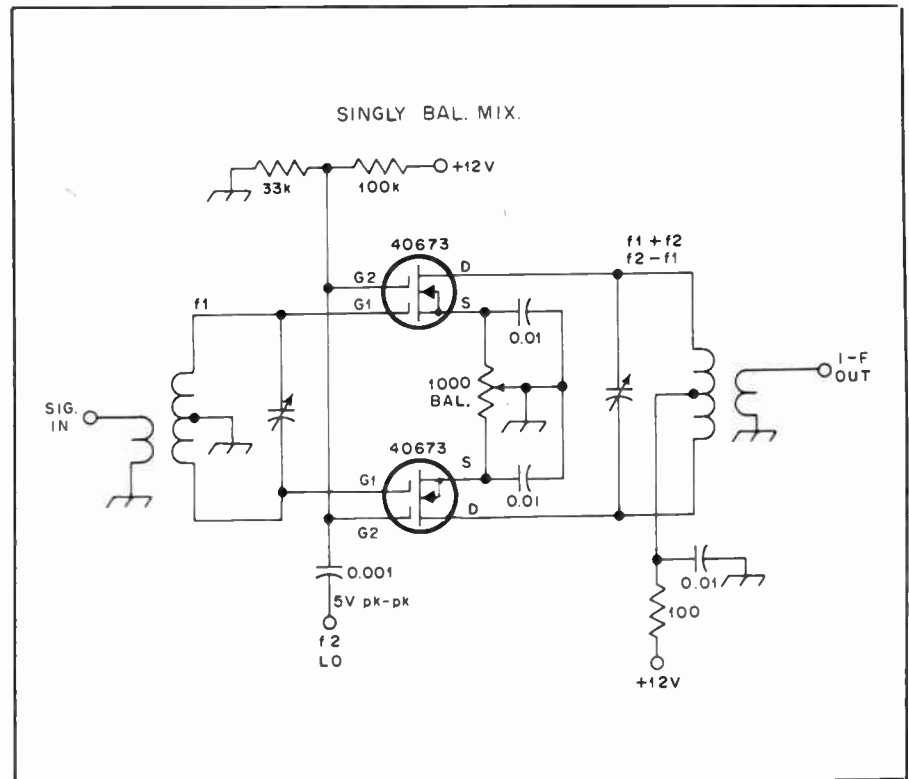 SINGLY BAL. MIX.
+12V
33k
100k
40673
f1+f2
f2-f1
G2
D
f1
G1
S
0.01
1000
BAL.
I-F
OUT
SIG.
IN
40673
G1
S
0.01
G2
D
0.001
0.01
5V pk-pk
100
f2
LO
+12V